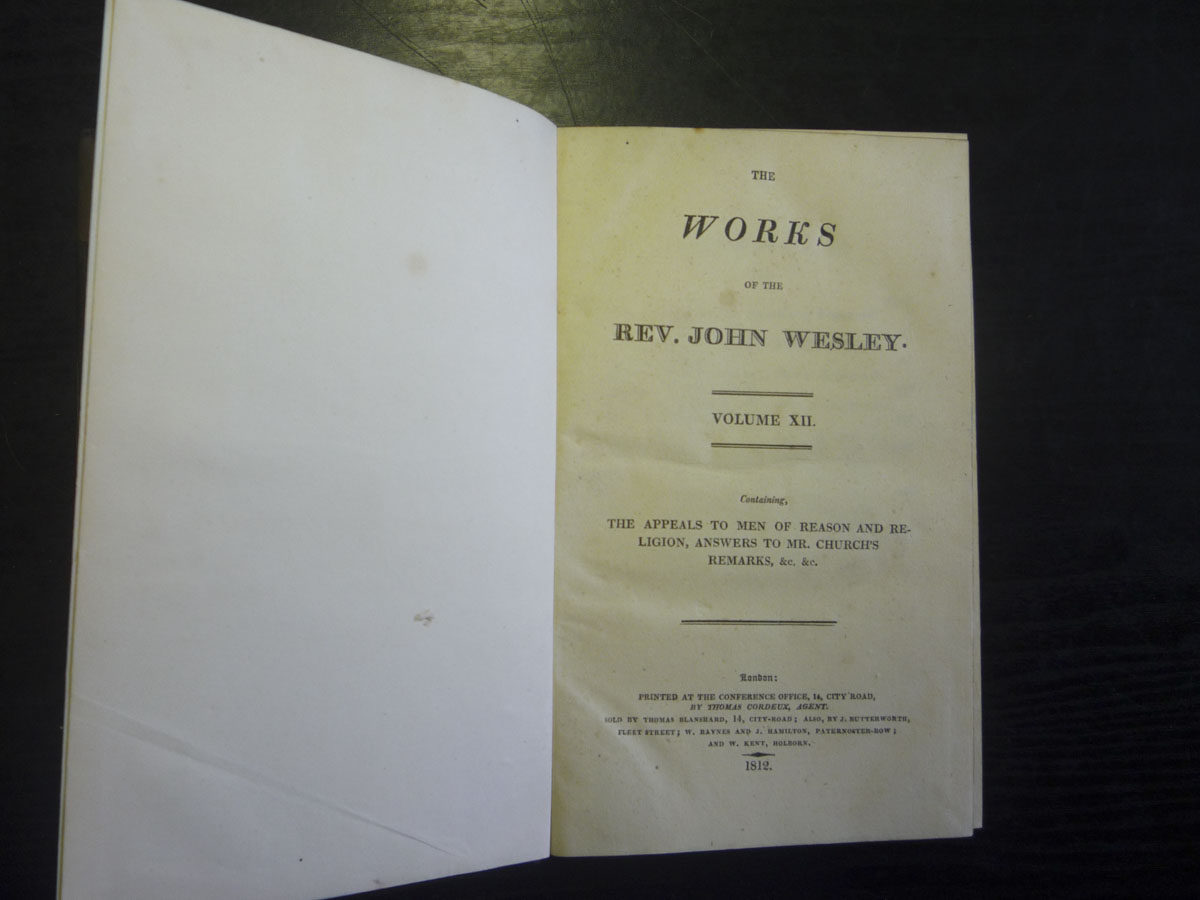 THE
WORKS
OF THE
REV. JOHN WESLEY.
VOLUME XII.
Containing,
THE APPEALS TO MEN OF REASON AND RE-
LIGION, ANSWERS TO MR. CHURCH'S
REMARKS, &c. &c.
London:
PRINTED AT THE CONFERENCE OFFICE, 14, CITY ROAD,
BY THOMAS CORDEUX, AGENT.
SOLD BY THOMAS BLANSHARD, 14, CITY-ROAD; ALSO, BY J. BUTTERWORTH,
FLEET STREET; W. BAYNES AND J. HAMILTON, PATERNOSTER-ROW;
AND W. KENT, HOLBORN.
1812.